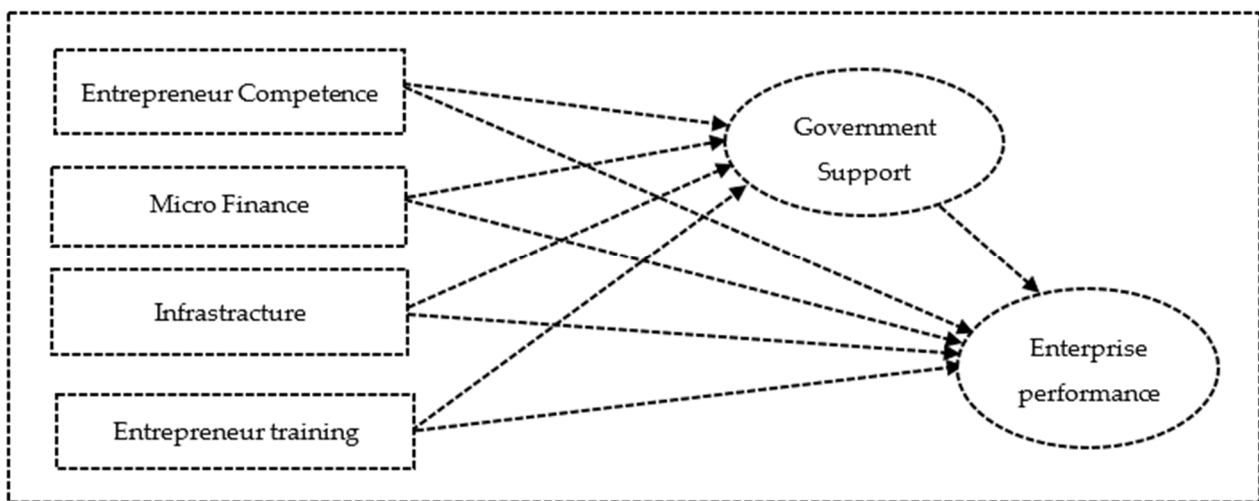 Entrepreneur Competence
Micro Finance
Infrastracture
Entrepreneur training
Government
Support
Enterprise
performance